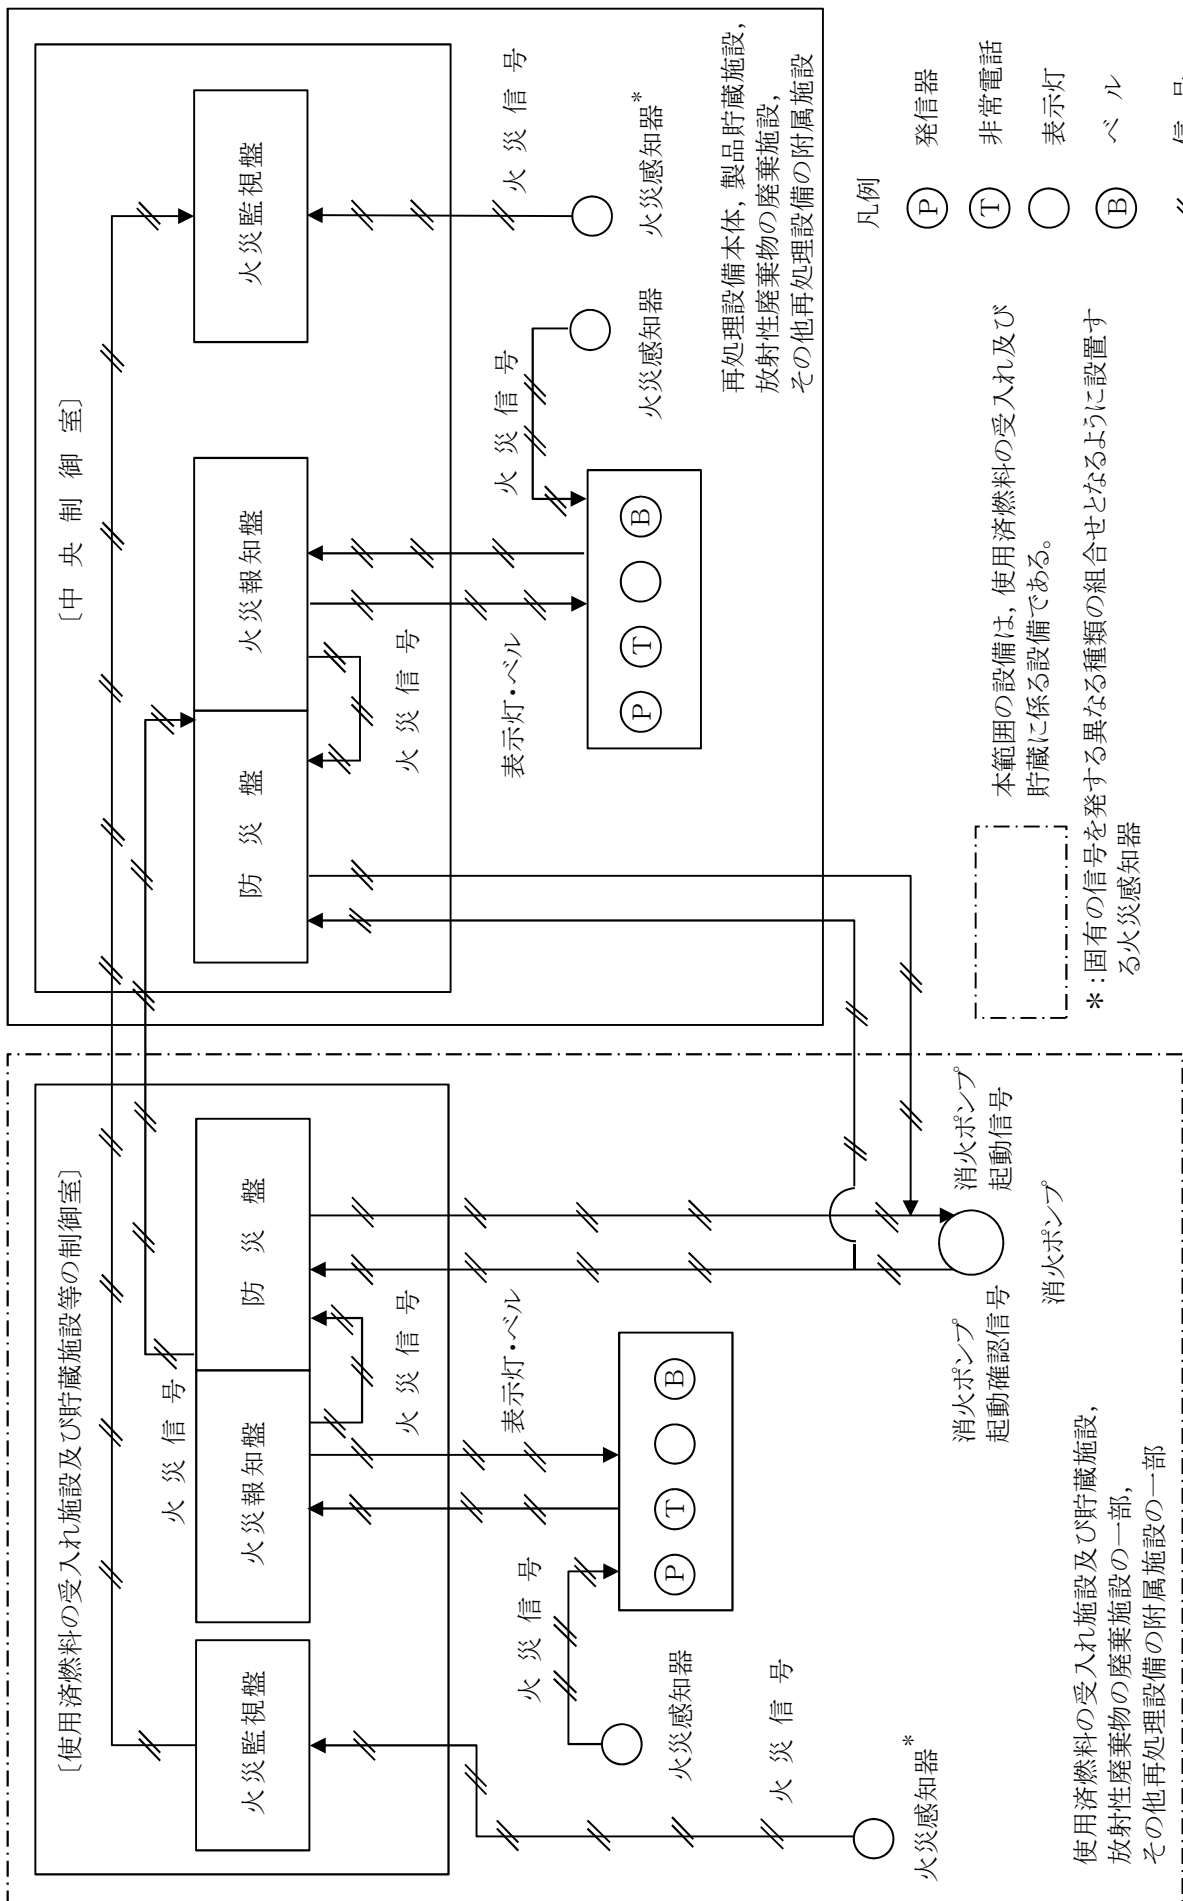 〔使用済燃料の受入れ施設及び貯蔵施設等の制御室〕
火災監視盤
火災報知盤
防災盤
火災信号
火災信号
表示灯・ベル
火災信号
P
T
B
火災感知器
火災信号
火災感知器*
消火ポンプ
起動確認信号
消火ポンプ
起動信号
消火ポンプ
使用済燃料の受入れ施設及び貯蔵施設,
放射性廃棄物の廃棄施設の一部,
その他再処理設備の附属施設の一部
〔中央制御室〕
防災盤
火災報知盤
火災監視盤
火災信号
表示灯・ベル
火災信号
火災信号
P
T
B
火災感知器
火災感知器*
再処理設備本体, 製品貯蔵施設,
放射性廃棄物の廃棄施設,
その他再処理設備の附属施設
本範囲の設備は, 使用済燃料の受入れ及び
貯蔵に係る設備である。
*:固有の信号を発する異なる種類の組合せとなるように設置す
る火災感知器
凡例
P 発信器
T 非常電話
表示灯
B ベル
信号